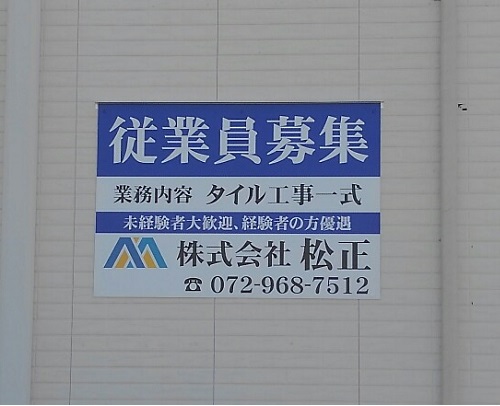 従業員募集
業務内容 タイル工事一式
未経験者大歓迎、経験者の方優遇
株式会社 松正
☎ 072-968-7512